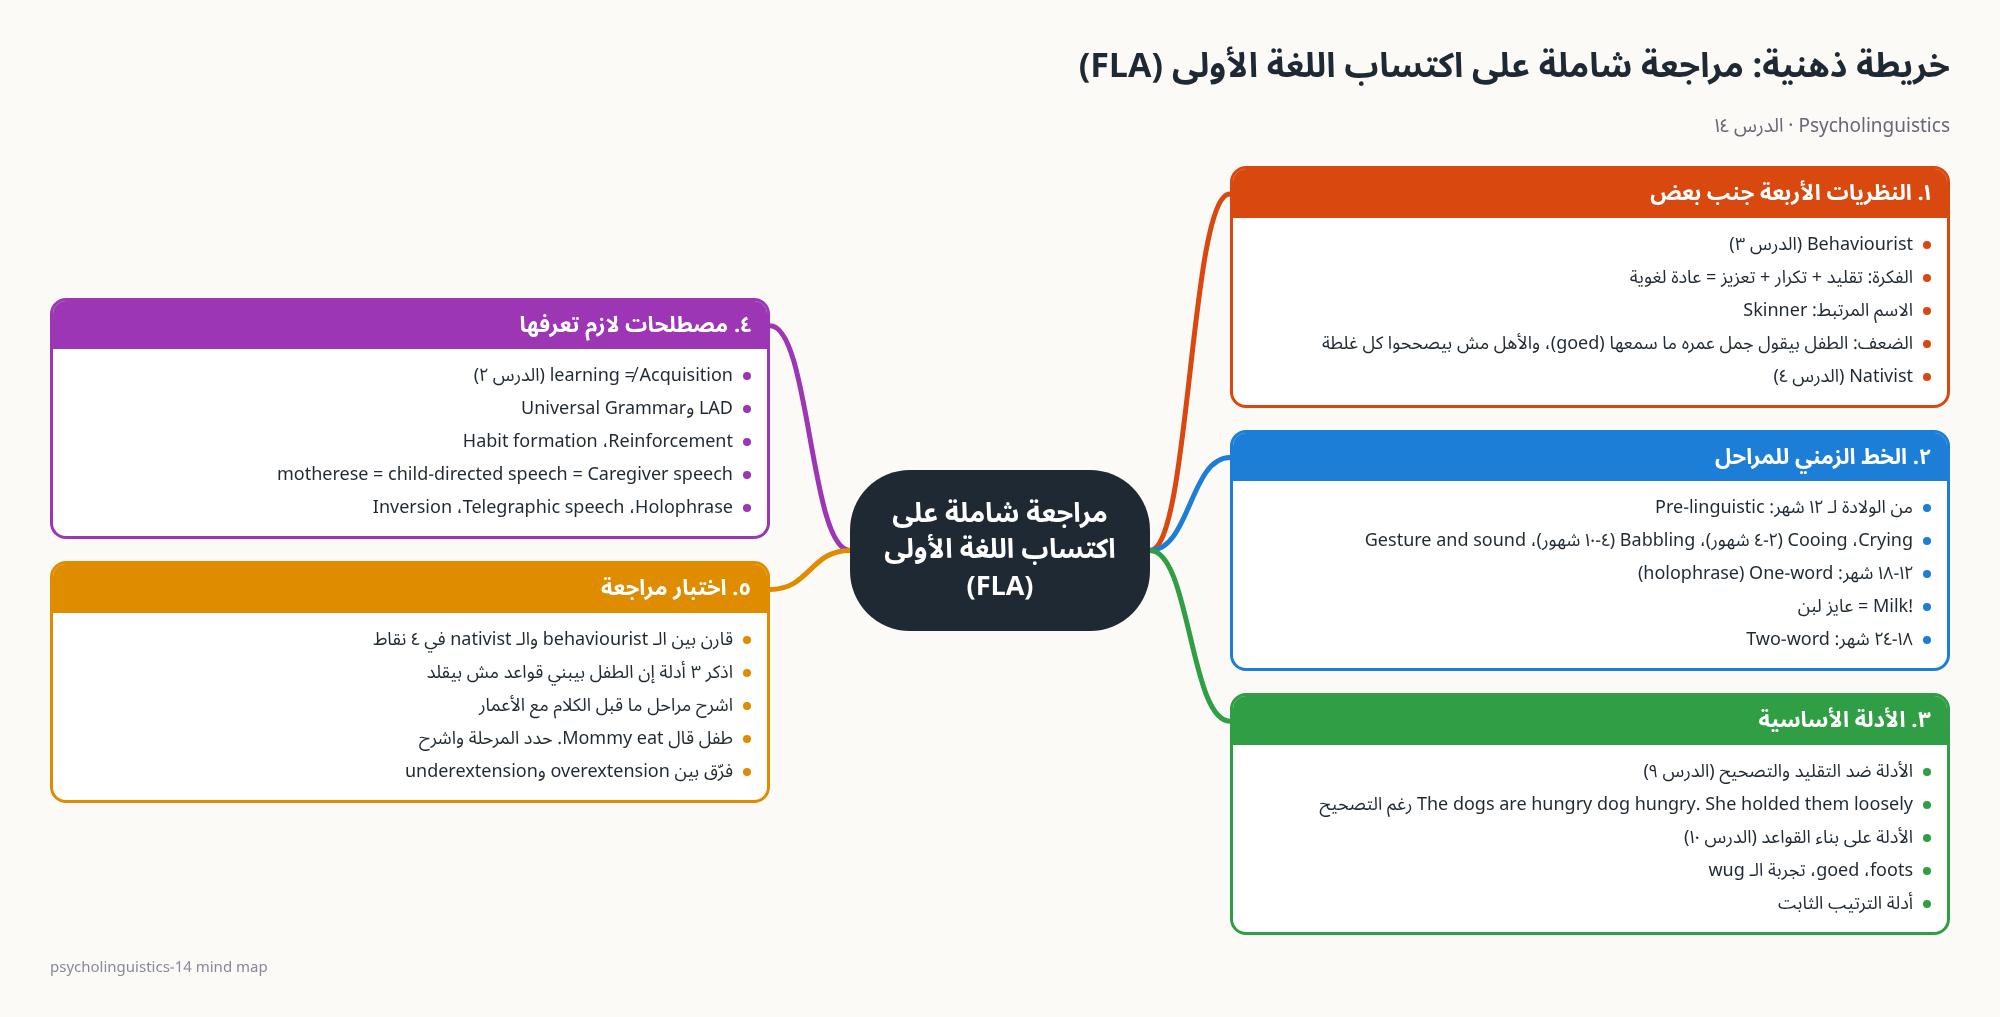 خريطة ذهنية: مراجعة شاملة على اكتساب اللغة الأولى (FLA)
Psycholinguistics · الدرس ١٤
١. النظريات الأربعة جنب بعض
Behaviourist (الدرس ٣)
الفكرة: تقليد + تكرار + تعزيز = عادة لغوية
الاسم المرتبط: Skinner
الضعف: الطفل بيقول جمل عمره ما سمعها (goed)، والأهل مش بيصححوا كل غلطة
Nativist (الدرس ٤)
٢. الخط الزمني للمراحل
من الولادة لـ ١٢ شهر: Pre-linguistic
Crying، Cooing (٢-٤ شهور)، Babbling (٤-١٠ شهور)، Gesture and sound
١٢-١٨ شهر: One-word (holophrase)
Milk! = عايز لبن
١٨-٢٤ شهر: Two-word
٣. الأدلة الأساسية
الأدلة ضد التقليد والتصحيح (الدرس ٩)
The dogs are hungry dog hungry. She holded them loosely رغم التصحيح
الأدلة على بناء القواعد (الدرس ١٠)
foots، goed، تجربة الـ wug
أدلة الترتيب الثابت
مراجعة شاملة على
اكتساب اللغة الأولى
(FLA)
٤. مصطلحات لازم تعرفها
Acquisition ≠ learning (الدرس ٢)
LAD وUniversal Grammar
Reinforcement، Habit formation
Caregiver speech = child-directed speech = motherese
Holophrase، Telegraphic speech، Inversion
٥. اختبار مراجعة
قارن بين الـ behaviourist والـ nativist في ٤ نقاط
اذكر ٣ أدلة إن الطفل بيبني قواعد مش بيقلد
اشرح مراحل ما قبل الكلام مع الأعمار
طفل قال Mommy eat. حدد المرحلة واشرح
فرّق بين overextension وunderextension
psycholinguistics-14 mind map